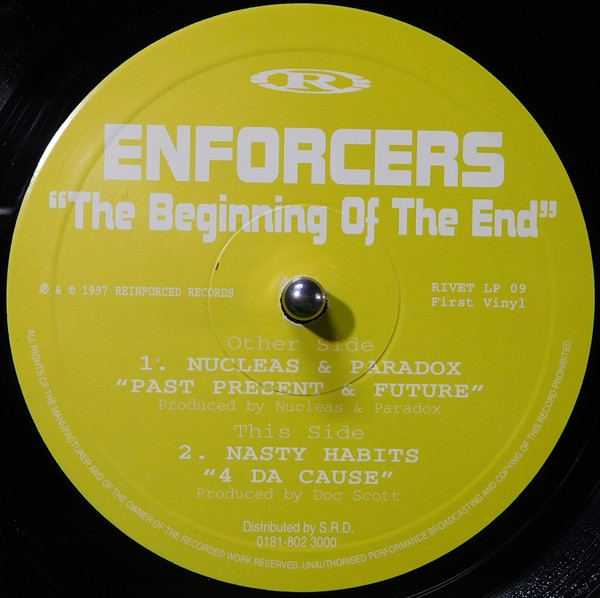 R
ENFORCERS
"The Beginning Of The End"
℗ & © 1997 REINFORCED RECORDS
RIVET LP 09
First Vinyl
Other Side
1. NUCLEAS & PARADOX
"PAST PRESENT & FUTURE"
Produced by Nucleas & Paradox
This Side
2. NASTY HABITS
"4 DA CAUSE"
Produced by Doc Scott
Distributed by S.R.D.
0181-802 3000
ALL RIGHTS OF THE MANUFACTURER AND OF THE OWNER OF THE RECORDED WORK RESERVED. UNAUTHORISED PERFORMANCE BROADCASTING AND COPYING OF THIS RECORD PROHIBITED.